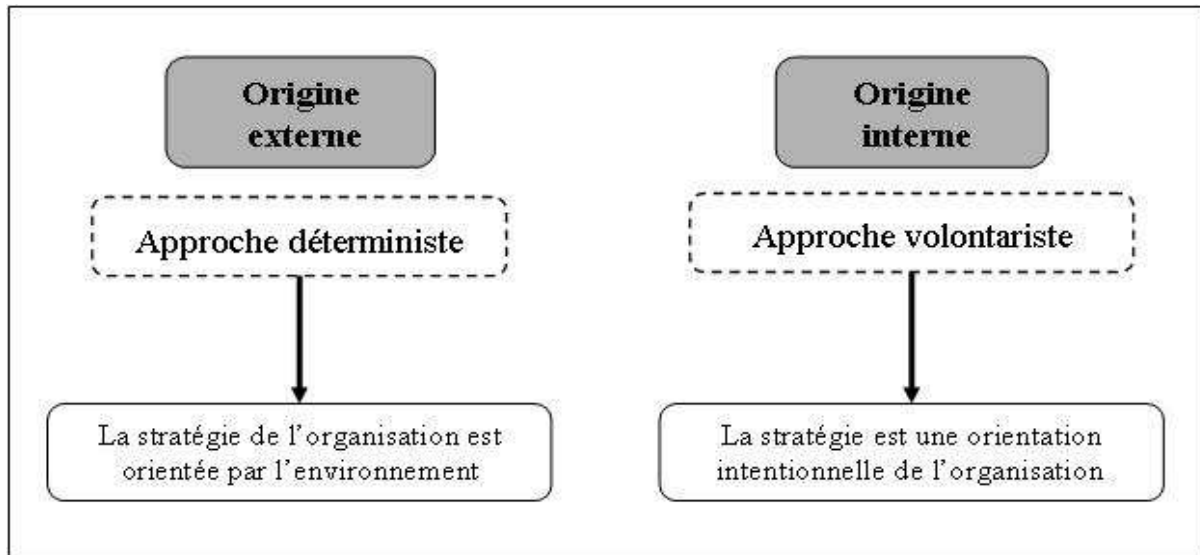 Origine
externe
Approche déterministe
La stratégie de l'organisation est
orientée par l'environnement
Origine
interne
Approche volontariste
La stratégie est une orientation
intentionnelle de l'organisation